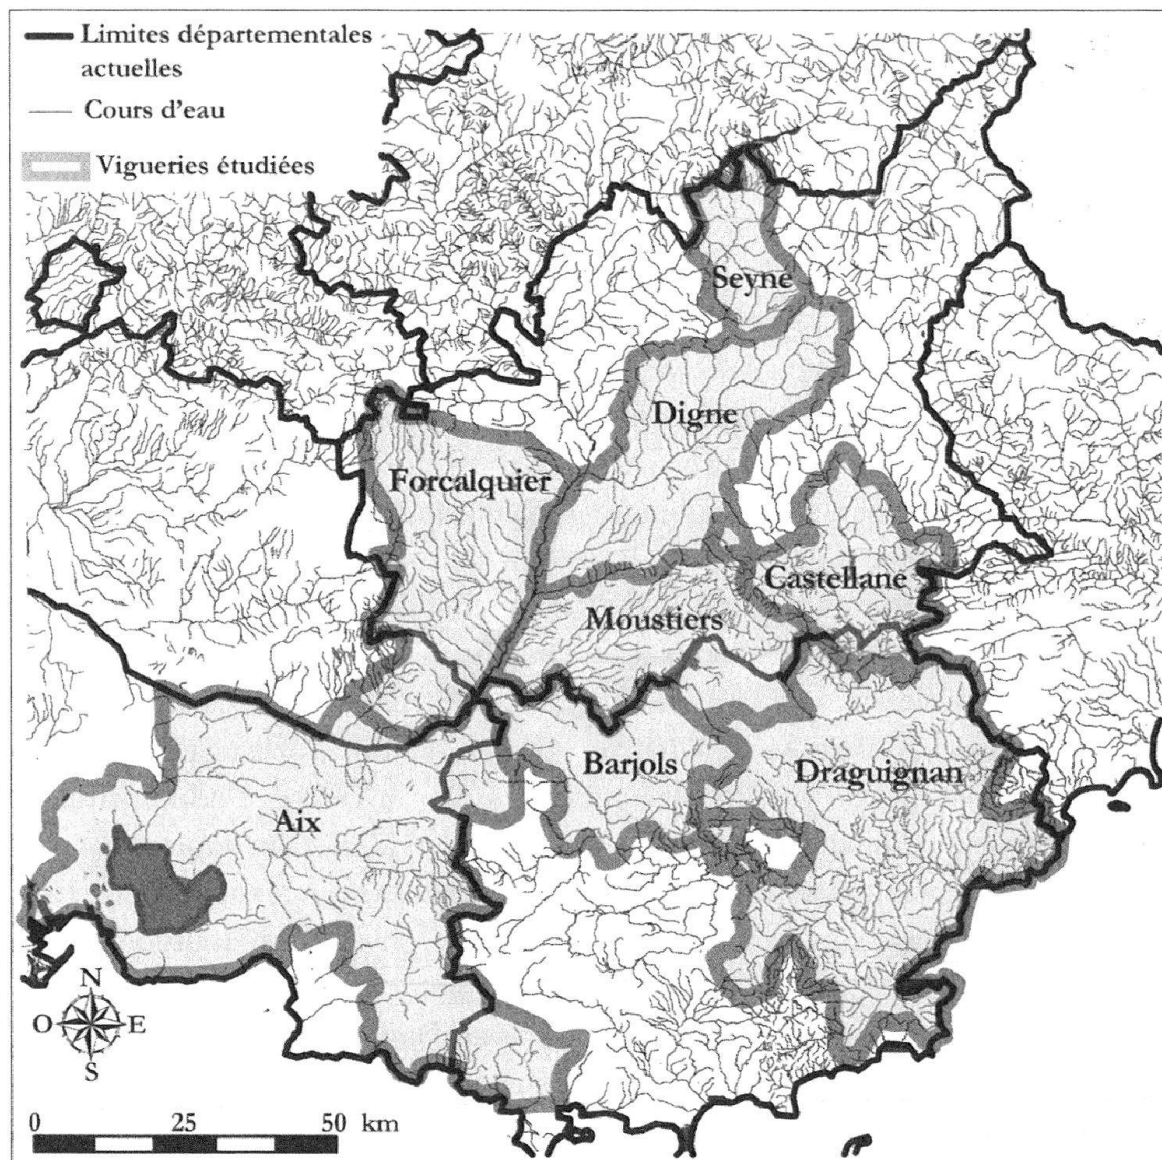 Limites départementales
actuelles
Cours d'eau
Vigueries étudiées
Seyne
Digne
Forcalquier
Castellane
Moustiers
Barjols
Draguignan
Aix
N
O E
S
0 25 50 km